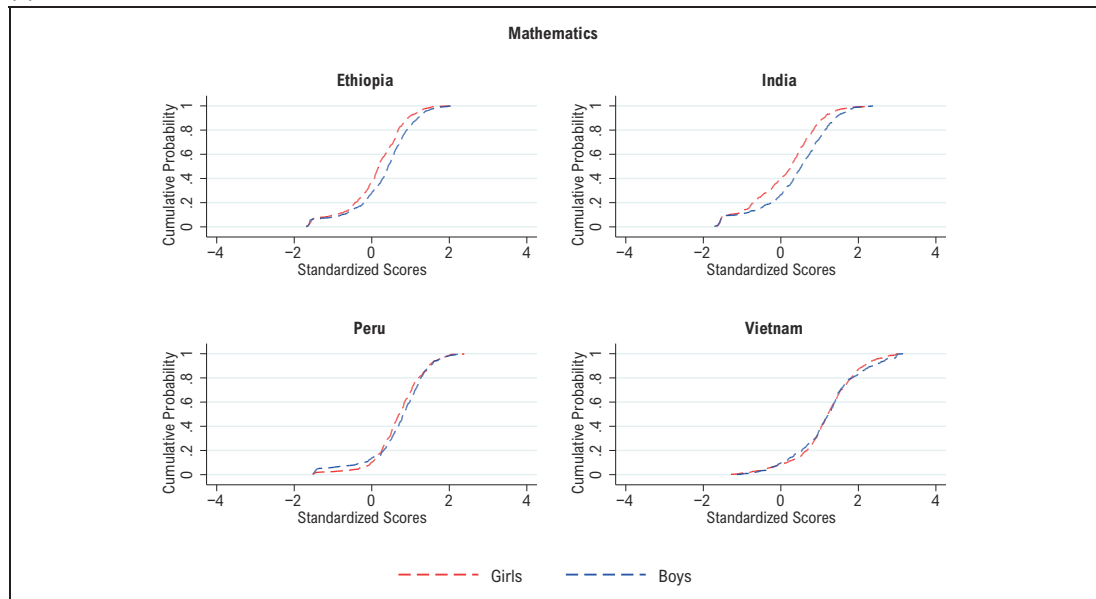 Mathematics
Ethiopia
Cumulative Probability
0 .2 .4 .6 .8 1
−4 −2 0 2 4
Standardized Scores
India
Cumulative Probability
0 .2 .4 .6 .8 1
−4 −2 0 2 4
Standardized Scores
Peru
Cumulative Probability
0 .2 .4 .6 .8 1
−4 −2 0 2 4
Standardized Scores
Vietnam
Cumulative Probability
0 .2 .4 .6 .8 1
−4 −2 0 2 4
Standardized Scores
Girls Boys